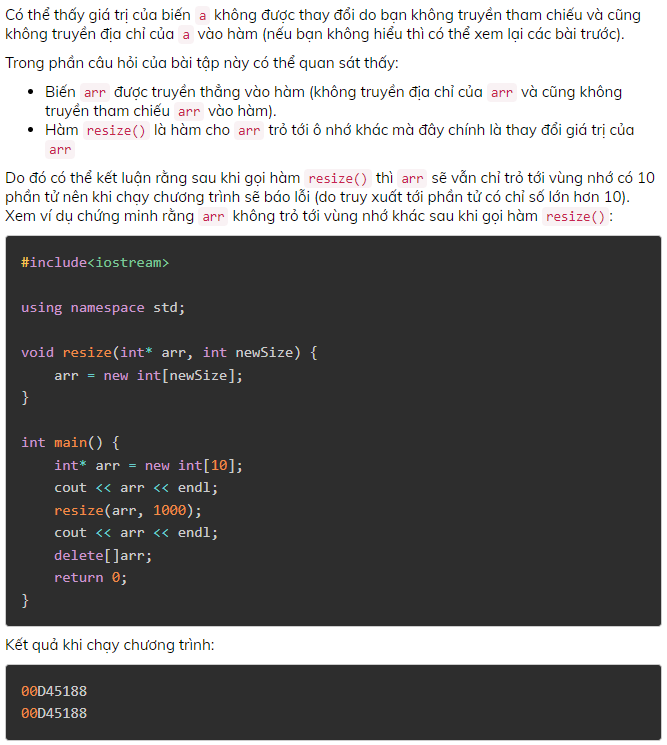 Có thể thấy giá trị của biến a không được thay đổi do bạn không truyền tham chiếu và cũng
không truyền địa chỉ của a vào hàm (nếu bạn không hiểu thì có thể xem lại các bài trước).
Trong phần câu hỏi của bài tập này có thể quan sát thấy:
• Biến arr được truyền thẳng vào hàm (không truyền địa chỉ của arr và cũng không
truyền tham chiếu arr vào hàm).
• Hàm resize() là hàm cho arr trỏ tới ô nhớ khác mà đây chính là thay đổi giá trị của
arr
Do đó có thể kết luận rằng sau khi gọi hàm resize() thì arr sẽ vẫn chỉ trỏ tới vùng nhớ có 10
phần tử nên khi chạy chương trình sẽ báo lỗi (do truy xuất tới phần tử có chỉ số lớn hơn 10).
Xem ví dụ chứng minh rằng arr không trỏ tới vùng nhớ khác sau khi gọi hàm resize():
#include<iostream>
using namespace std;
void resize(int* arr, int newSize) {
    arr = new int[newSize];
}
int main() {
    int* arr = new int[10];
    cout << arr << endl;
    resize(arr, 1000);
    cout << arr << endl;
    delete[]arr;
    return 0;
}
Kết quả khi chạy chương trình:
00D45188
00D45188